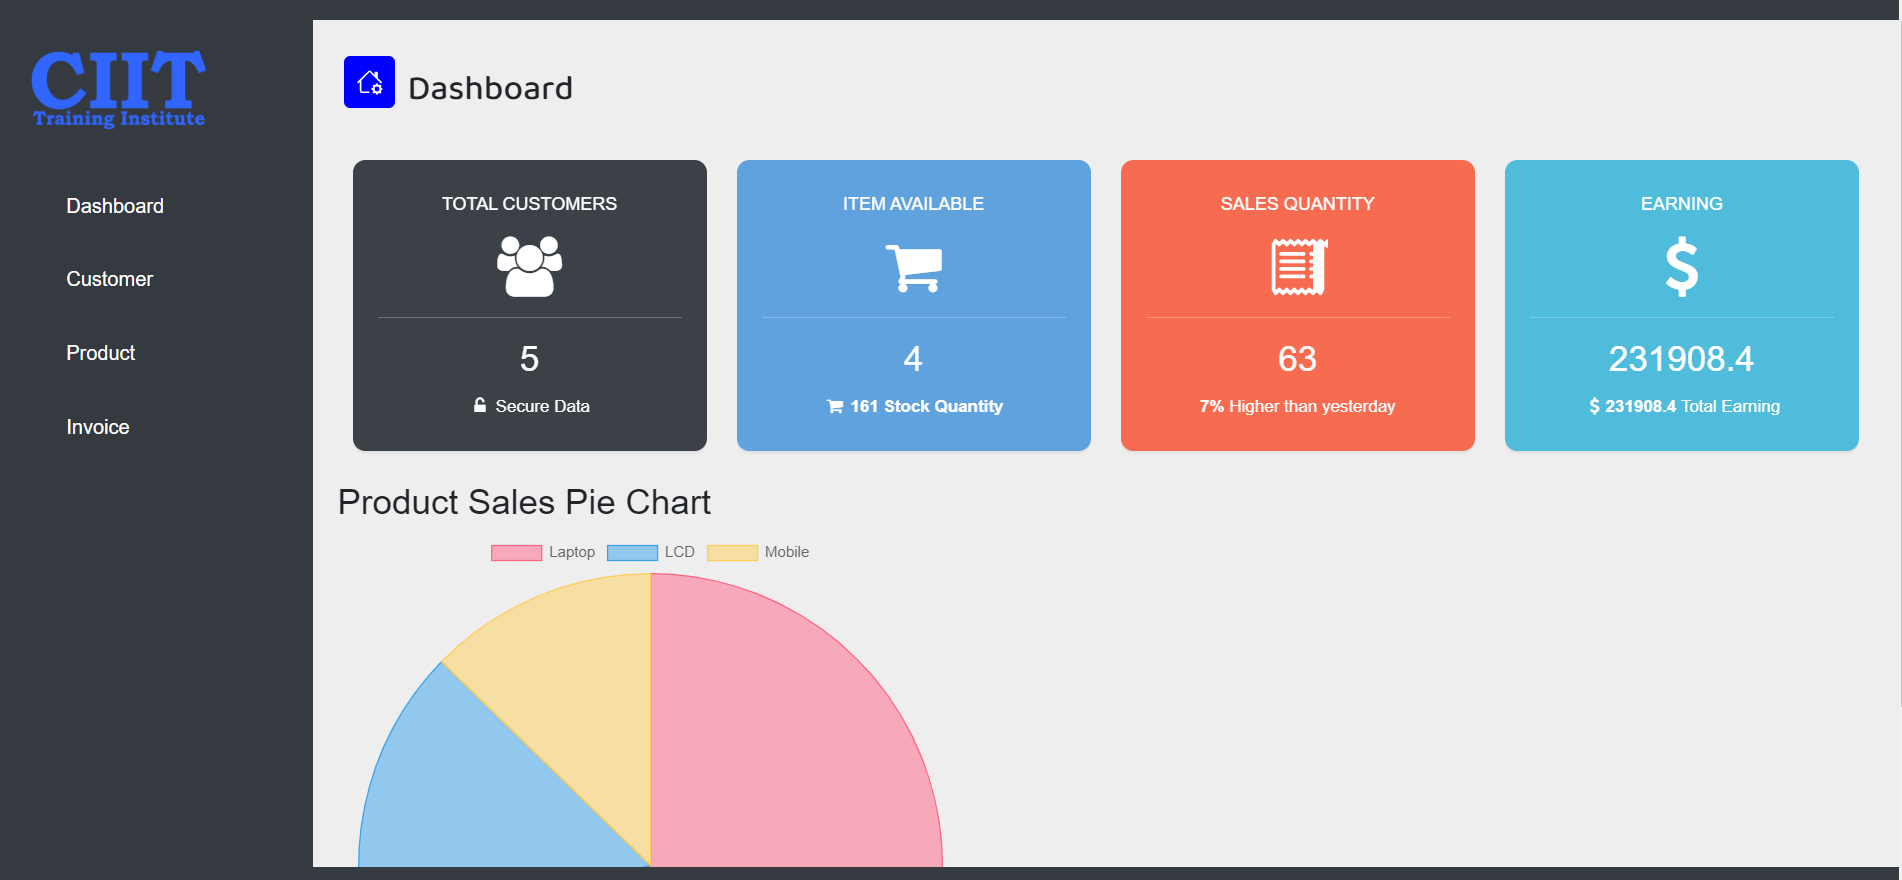 CIIT
Training Institute
Dashboard
Customer
Product
Invoice
Dashboard
TOTAL CUSTOMERS
5
Secure Data
ITEM AVAILABLE
4
161 Stock Quantity
SALES QUANTITY
63
7% Higher than yesterday
EARNING
231908.4
$ 231908.4 Total Earning
Product Sales Pie Chart
Laptop LCD Mobile